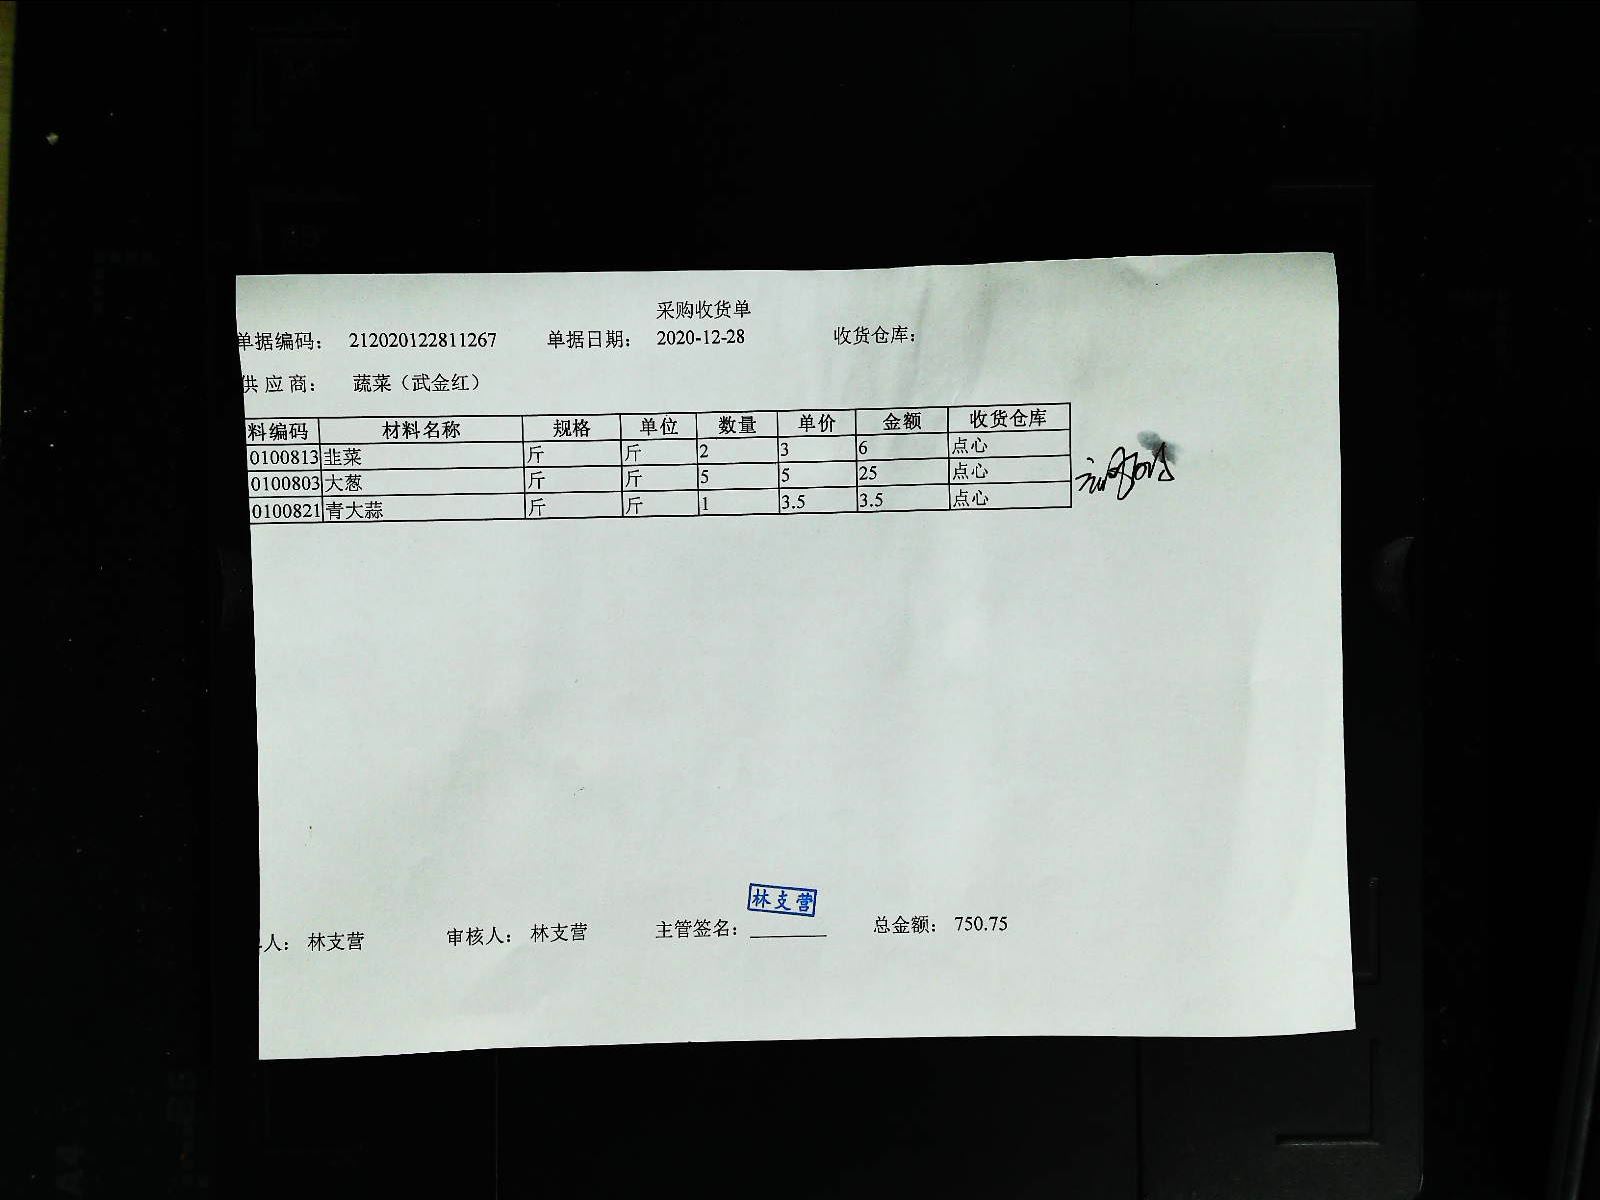 采购收货单
单据编码: 212020122811267 单据日期: 2020-12-28 收货仓库:
供 应 商: 蔬菜（武金红）
料编码 材料名称 规格 单位 数量 单价 金额 收货仓库
0100813 韭菜 斤 斤 2 3 6 点心
0100803 大葱 斤 斤 5 5 25 点心
0100821 青大蒜 斤 斤 1 3.5 3.5 点心
林支营
人: 林支营 审核人: 林支营 主管签名: 总金额: 750.75